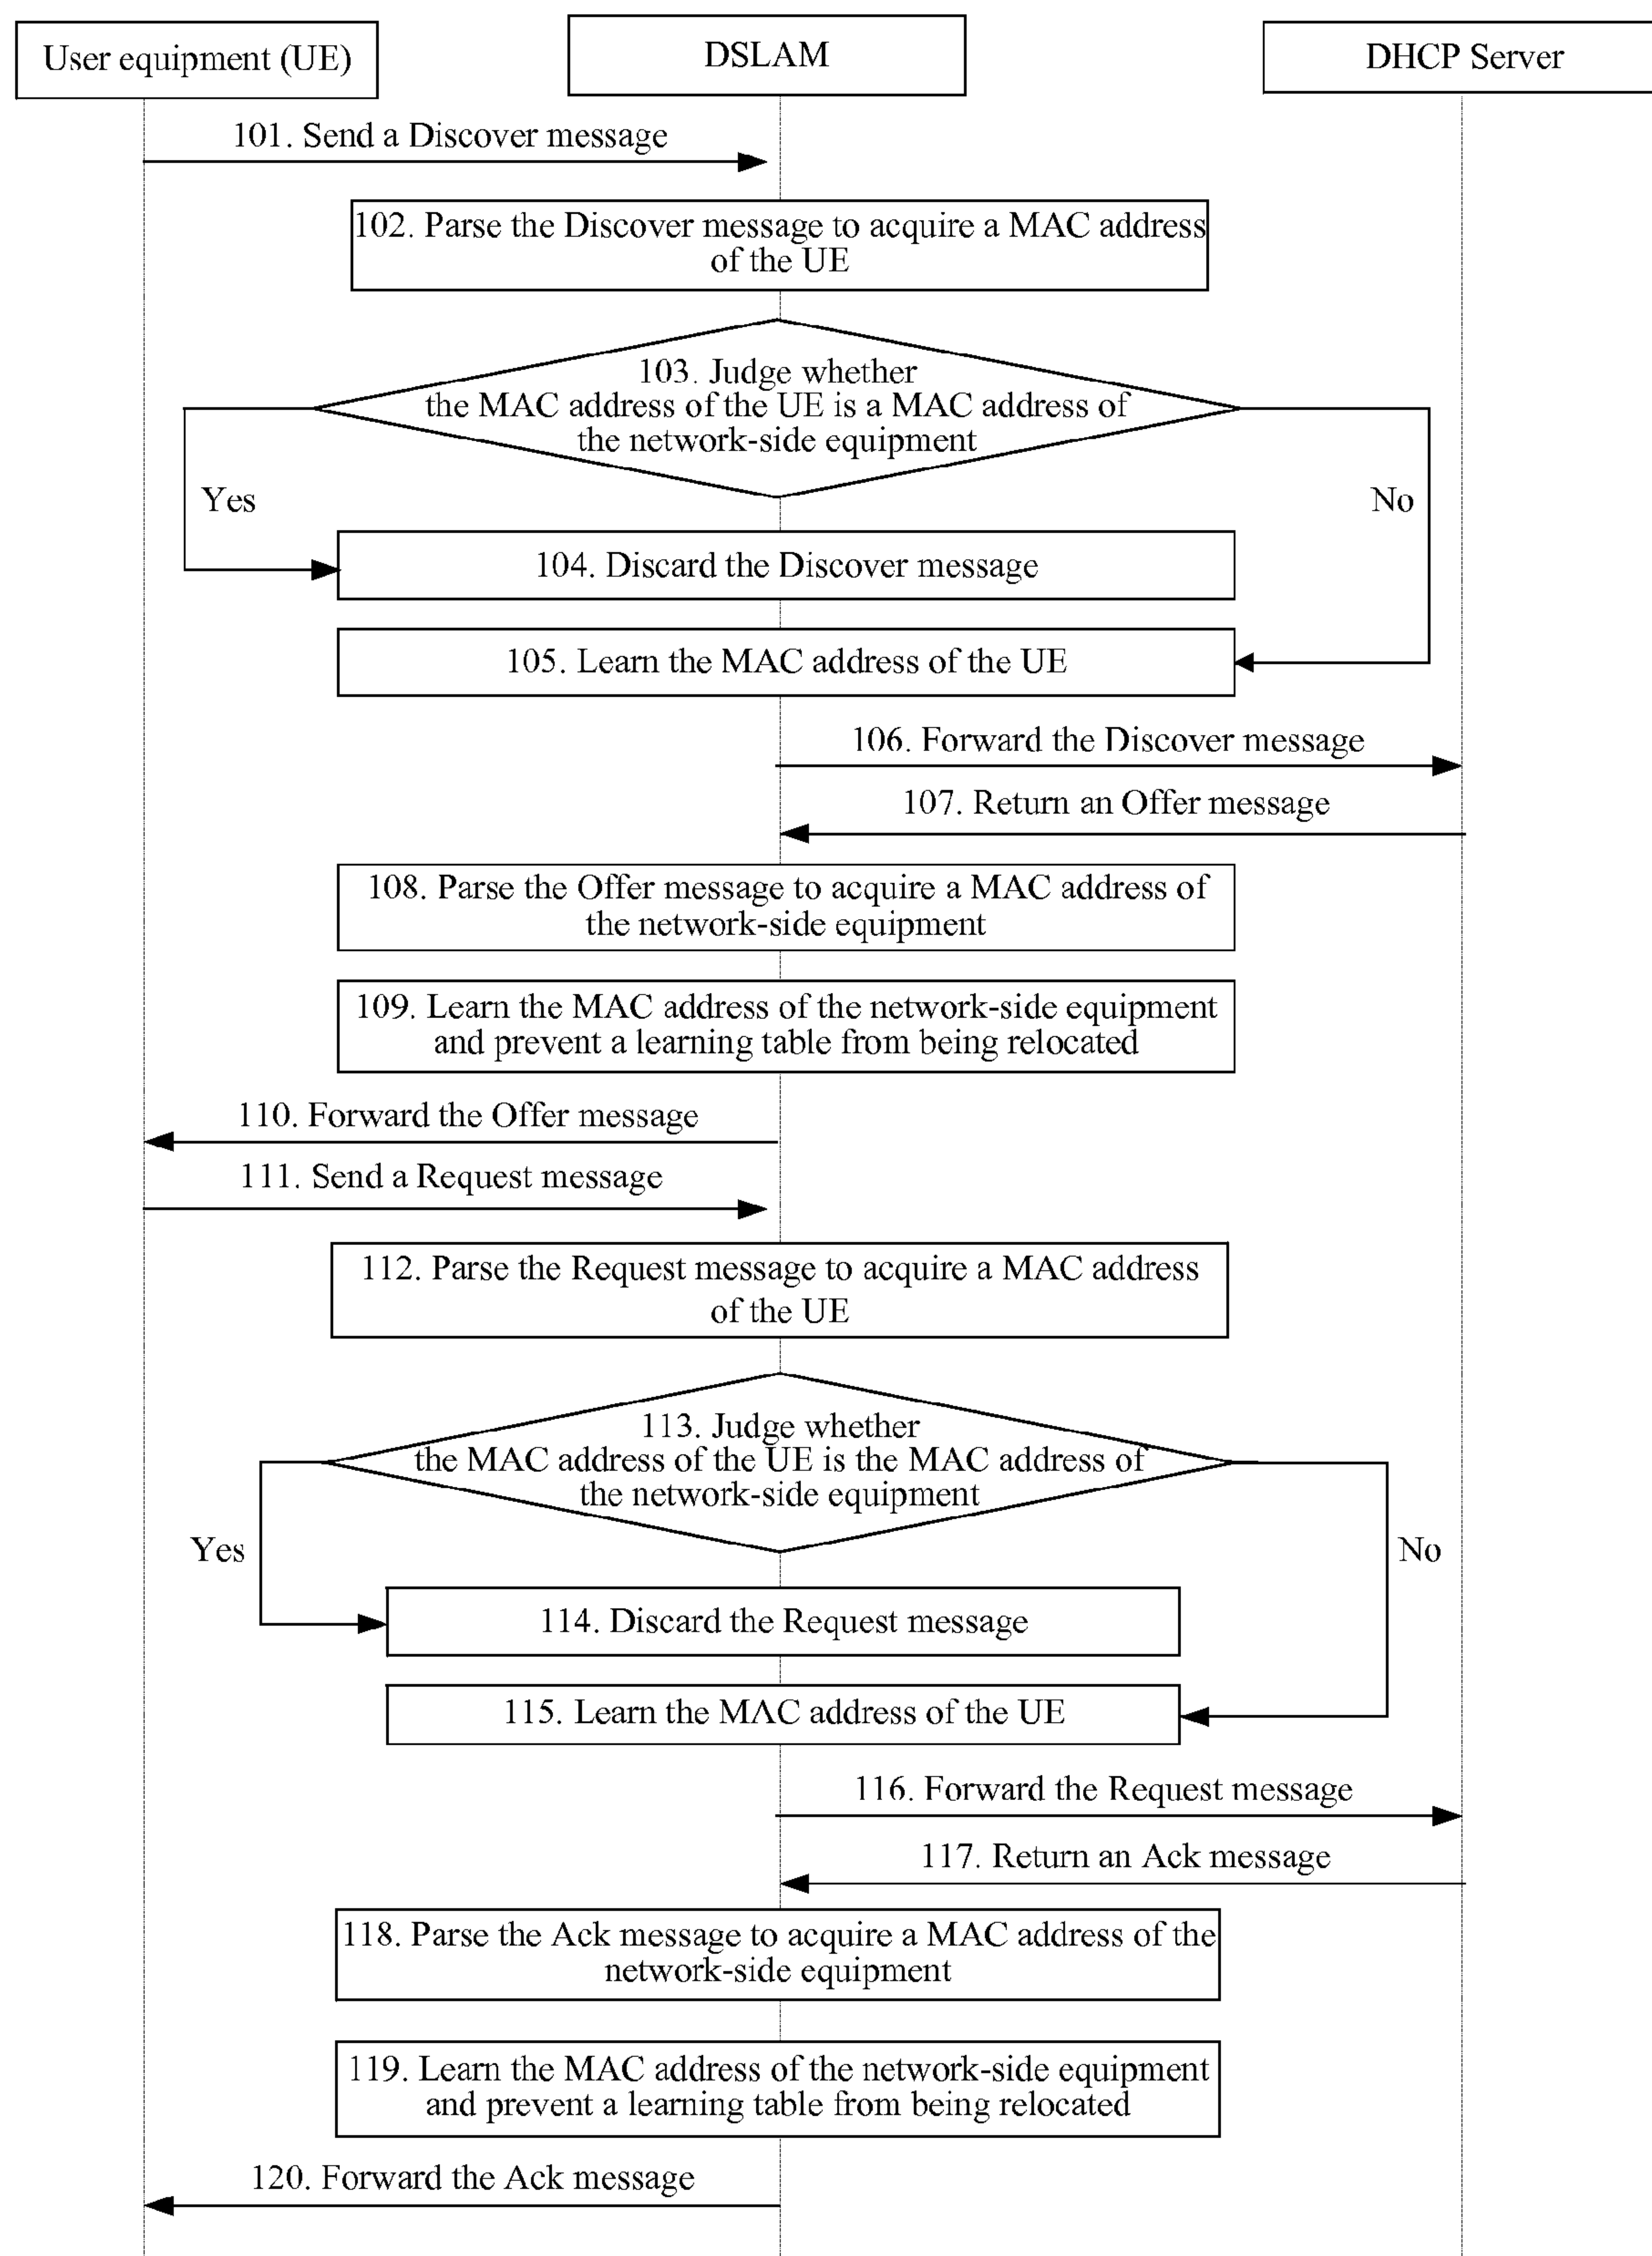 User equipment (UE)
DSLAM
DHCP Server
101. Send a Discover message
102. Parse the Discover message to acquire a MAC address
of the UE
103. Judge whether
the MAC address of the UE is a MAC address of
the network-side equipment
Yes
No
104. Discard the Discover message
105. Learn the MAC address of the UE
106. Forward the Discover message
107. Return an Offer message
108. Parse the Offer message to acquire a MAC address of
the network-side equipment
109. Learn the MAC address of the network-side equipment
and prevent a learning table from being relocated
110. Forward the Offer message
111. Send a Request message
112. Parse the Request message to acquire a MAC address
of the UE
113. Judge whether
the MAC address of the UE is the MAC address of
the network-side equipment
Yes
No
114. Discard the Request message
115. Learn the MAC address of the UE
116. Forward the Request message
117. Return an Ack message
118. Parse the Ack message to acquire a MAC address of the
network-side equipment
119. Learn the MAC address of the network-side equipment
and prevent a learning table from being relocated
120. Forward the Ack message